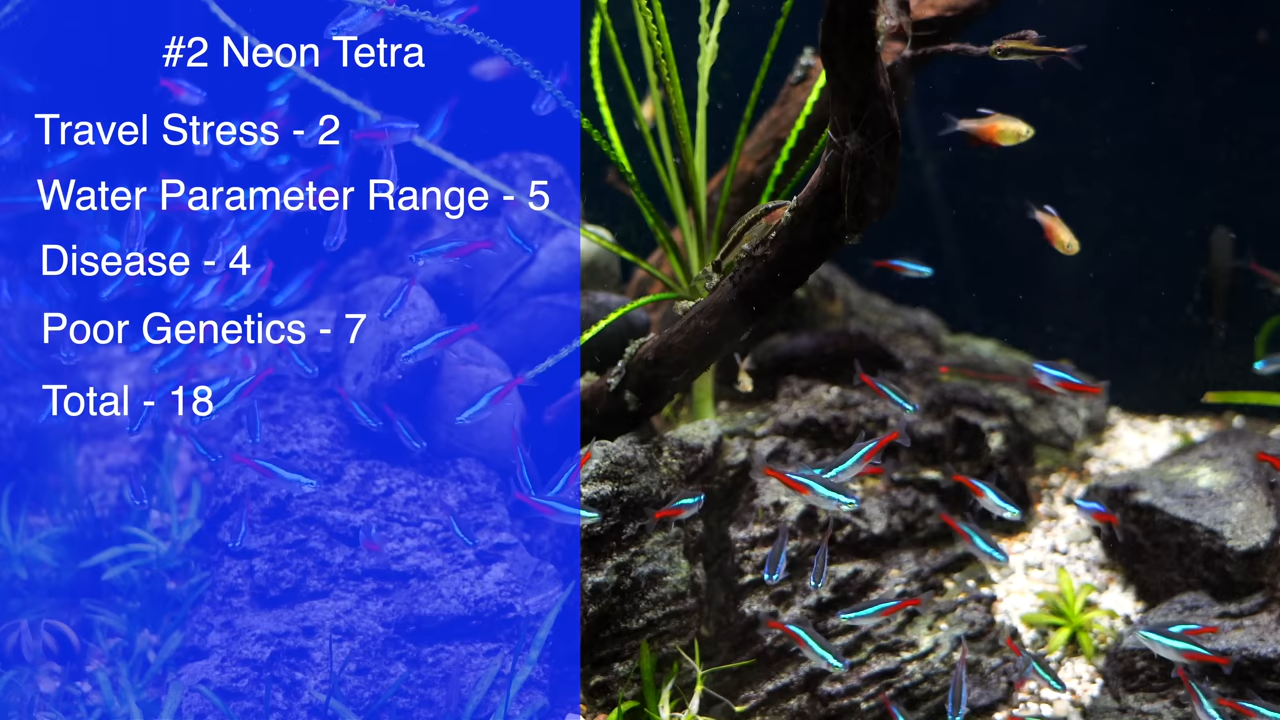 #2 Neon Tetra
Travel Stress - 2
Water Parameter Range - 5
Disease - 4
Poor Genetics - 7
Total - 18